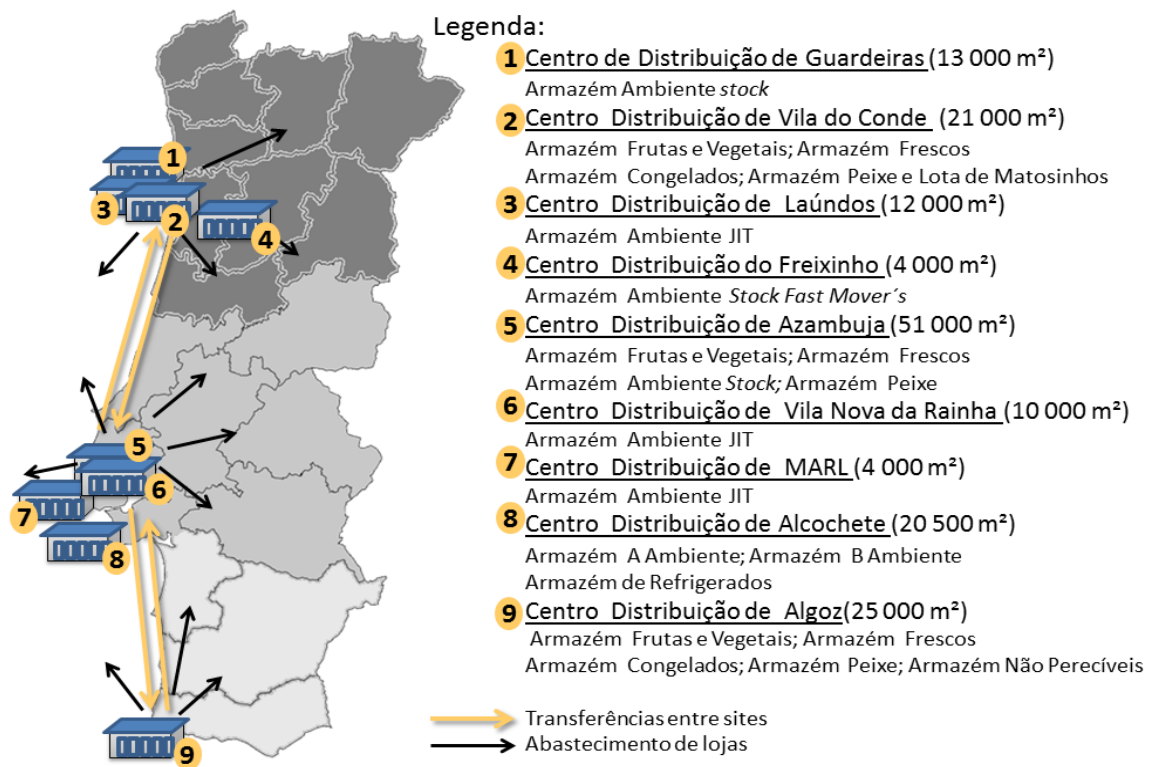 Legenda:
1 Centro de Distribuição de Guardeiras (13 000 m²)
Armazém Ambiente stock
2 Centro Distribuição de Vila do Conde (21 000 m²)
Armazém Frutas e Vegetais; Armazém Frescos
Armazém Congelados; Armazém Peixe e Lota de Matosinhos
3 Centro Distribuição de Laúndos (12 000 m²)
Armazém Ambiente JIT
4 Centro Distribuição do Freixinho (4 000 m²)
Armazém Ambiente Stock Fast Mover´s
5 Centro Distribuição de Azambuja (51 000 m²)
Armazém Frutas e Vegetais; Armazém Frescos
Armazém Ambiente Stock; Armazém Peixe
6 Centro Distribuição de Vila Nova da Rainha (10 000 m²)
Armazém Ambiente JIT
7 Centro Distribuição de MARL (4 000 m²)
Armazém Ambiente JIT
8 Centro Distribuição de Alcochete (20 500 m²)
Armazém A Ambiente; Armazém B Ambiente
Armazém de Refrigerados
9 Centro Distribuição de Algoz (25 000 m²)
Armazém Frutas e Vegetais; Armazém Frescos
Armazém Congelados; Armazém Peixe; Armazém Não Perecíveis
Transferências entre sites
Abastecimento de lojas
1
3
2
4
5
6
7
8
9